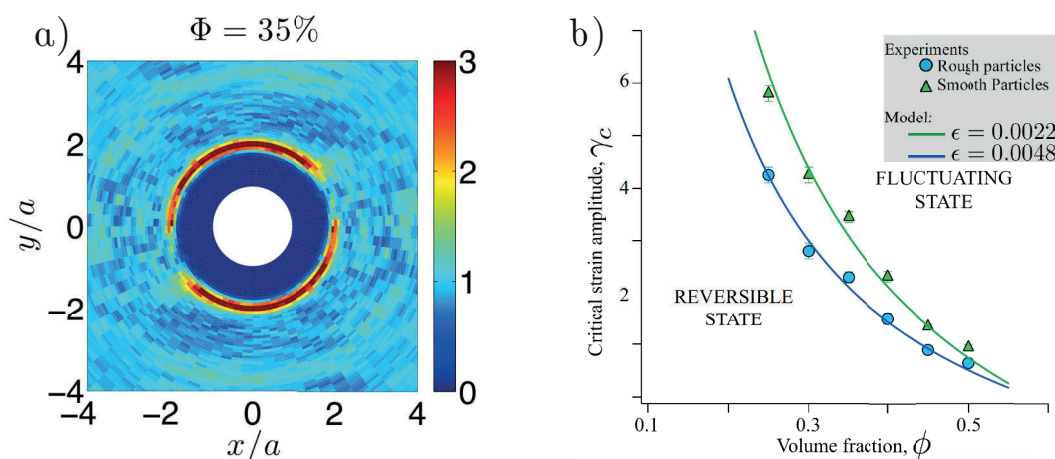 a)
Φ = 35%
4
2
0
−2
−4
y/a
−4
−2
0
2
4
x/a
3
2
1
0
b)
Critical strain amplitude, γc
6
4
2
0.1
0.3
0.5
Volume fraction, ϕ
Experiments
Rough particles
Smooth Particles
Model:
ϵ = 0.0022
ϵ = 0.0048
FLUCTUATING
STATE
REVERSIBLE
STATE